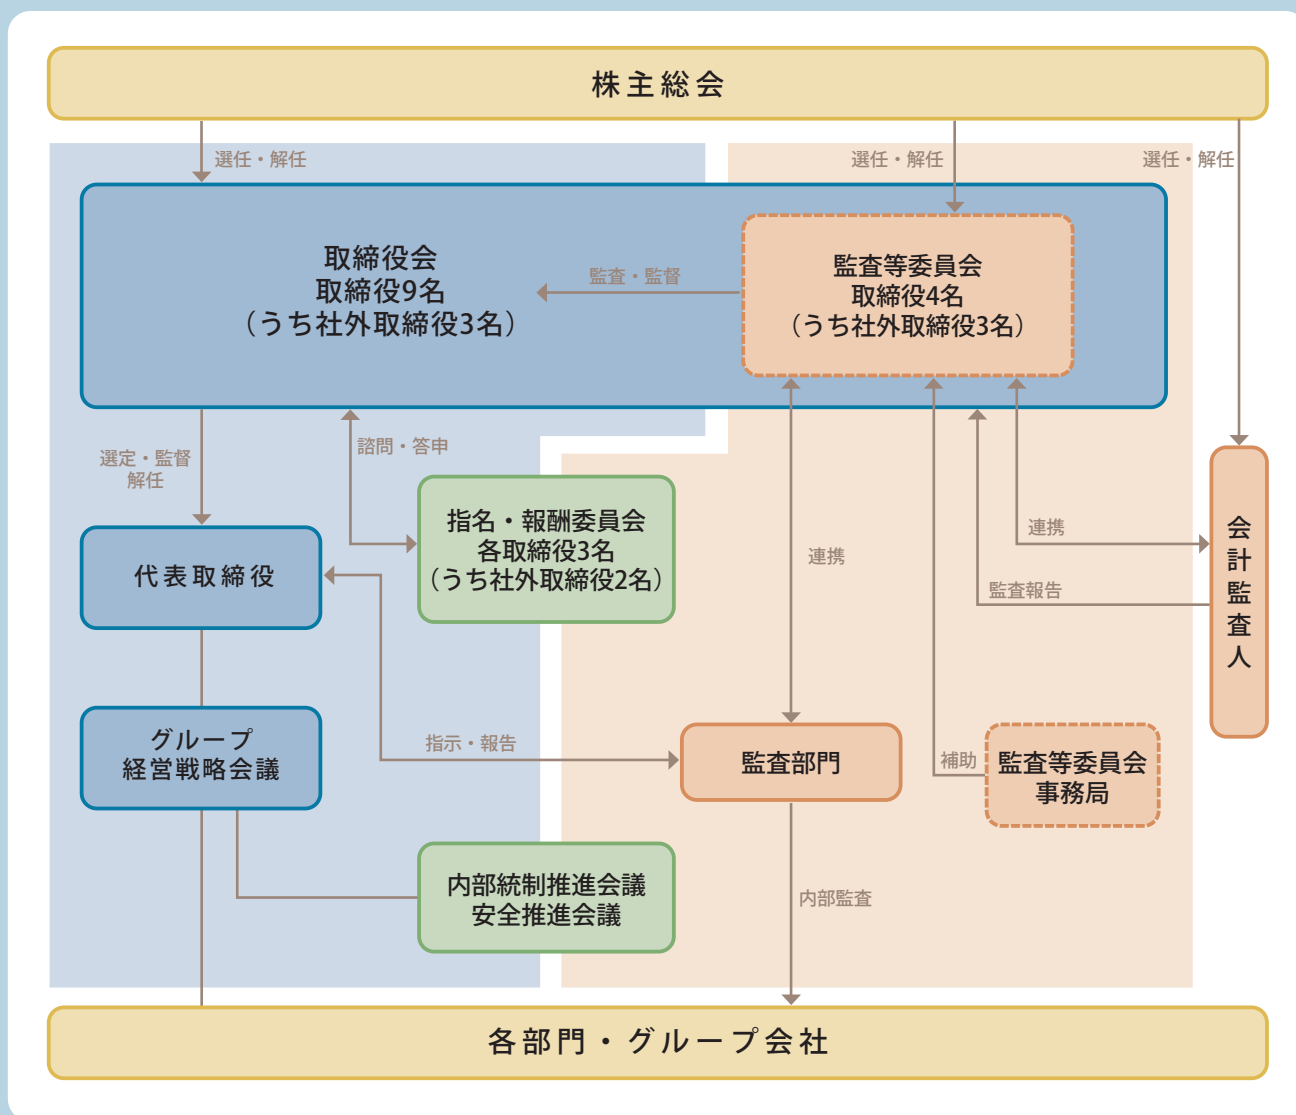 株主総会
選任・解任
選任・解任
選任・解任
取締役会
取締役9名
（うち社外取締役3名）
監査・監督
監査等委員会
取締役4名
（うち社外取締役3名）
選定・監督
解任
諮問・答申
指名・報酬委員会
各取締役3名
（うち社外取締役2名）
代表取締役
連携
連携
監査報告
会計監査人
グループ
経営戦略会議
指示・報告
監査部門
補助
監査等委員会
事務局
内部統制推進会議
安全推進会議
内部監査
各部門・グループ会社